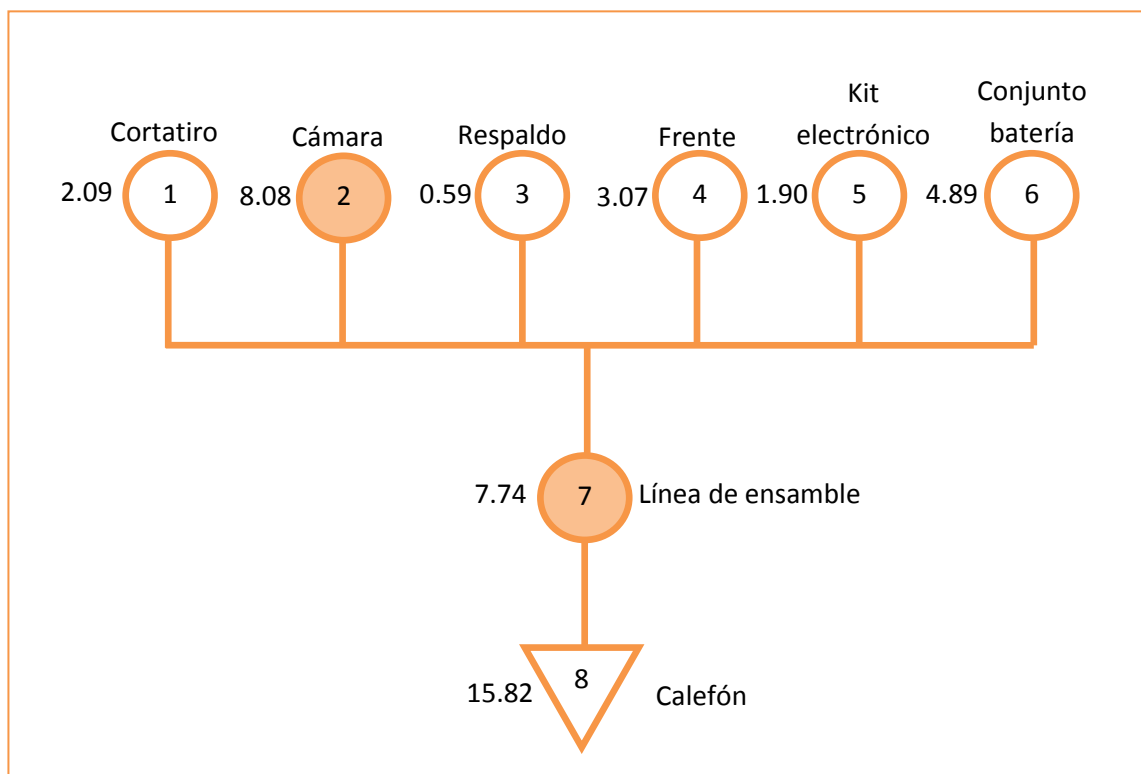 Kit
Conjunto
Cortatiro
Cámara
Respaldo
Frente
electrónico
batería
2.09
1
8.08
2
0.59
3
3.07
4
1.90
5
4.89
6
7.74
7
Línea de ensamble
15.82
8
Calefón